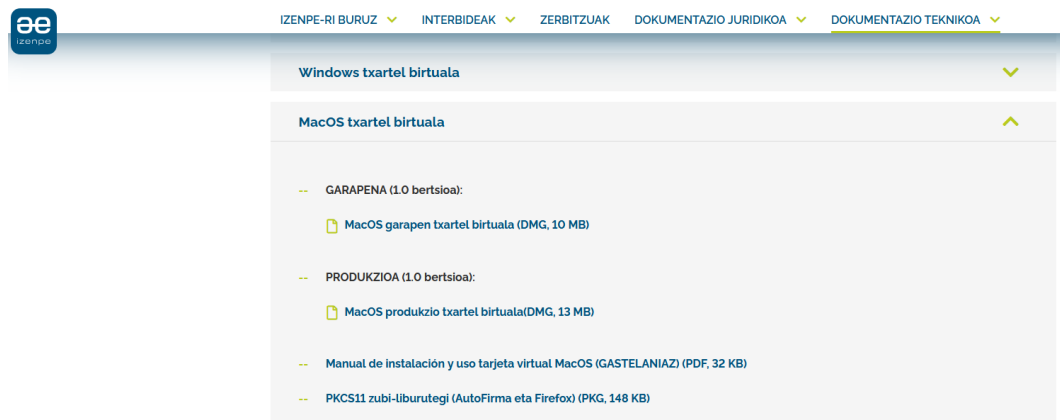 izenpe
IZENPE-RI BURUZ
INTERBIDEAK
ZERBITZUAK
DOKUMENTAZIO JURIDIKOA
DOKUMENTAZIO TEKNIKOA
Windows txartel birtuala
MacOS txartel birtuala
-- GARAPENA (1.0 bertsioa):
MacOS garapen txartel birtuala (DMG, 10 MB)
-- PRODUKZIOA (1.0 bertsioa):
MacOS produkzio txartel birtuala(DMG, 13 MB)
-- Manual de instalación y uso tarjeta virtual MacOS (GASTELANIAZ) (PDF, 32 KB)
-- PKCS11 zubi-liburutegi (AutoFirma eta Firefox) (PKG, 148 KB)